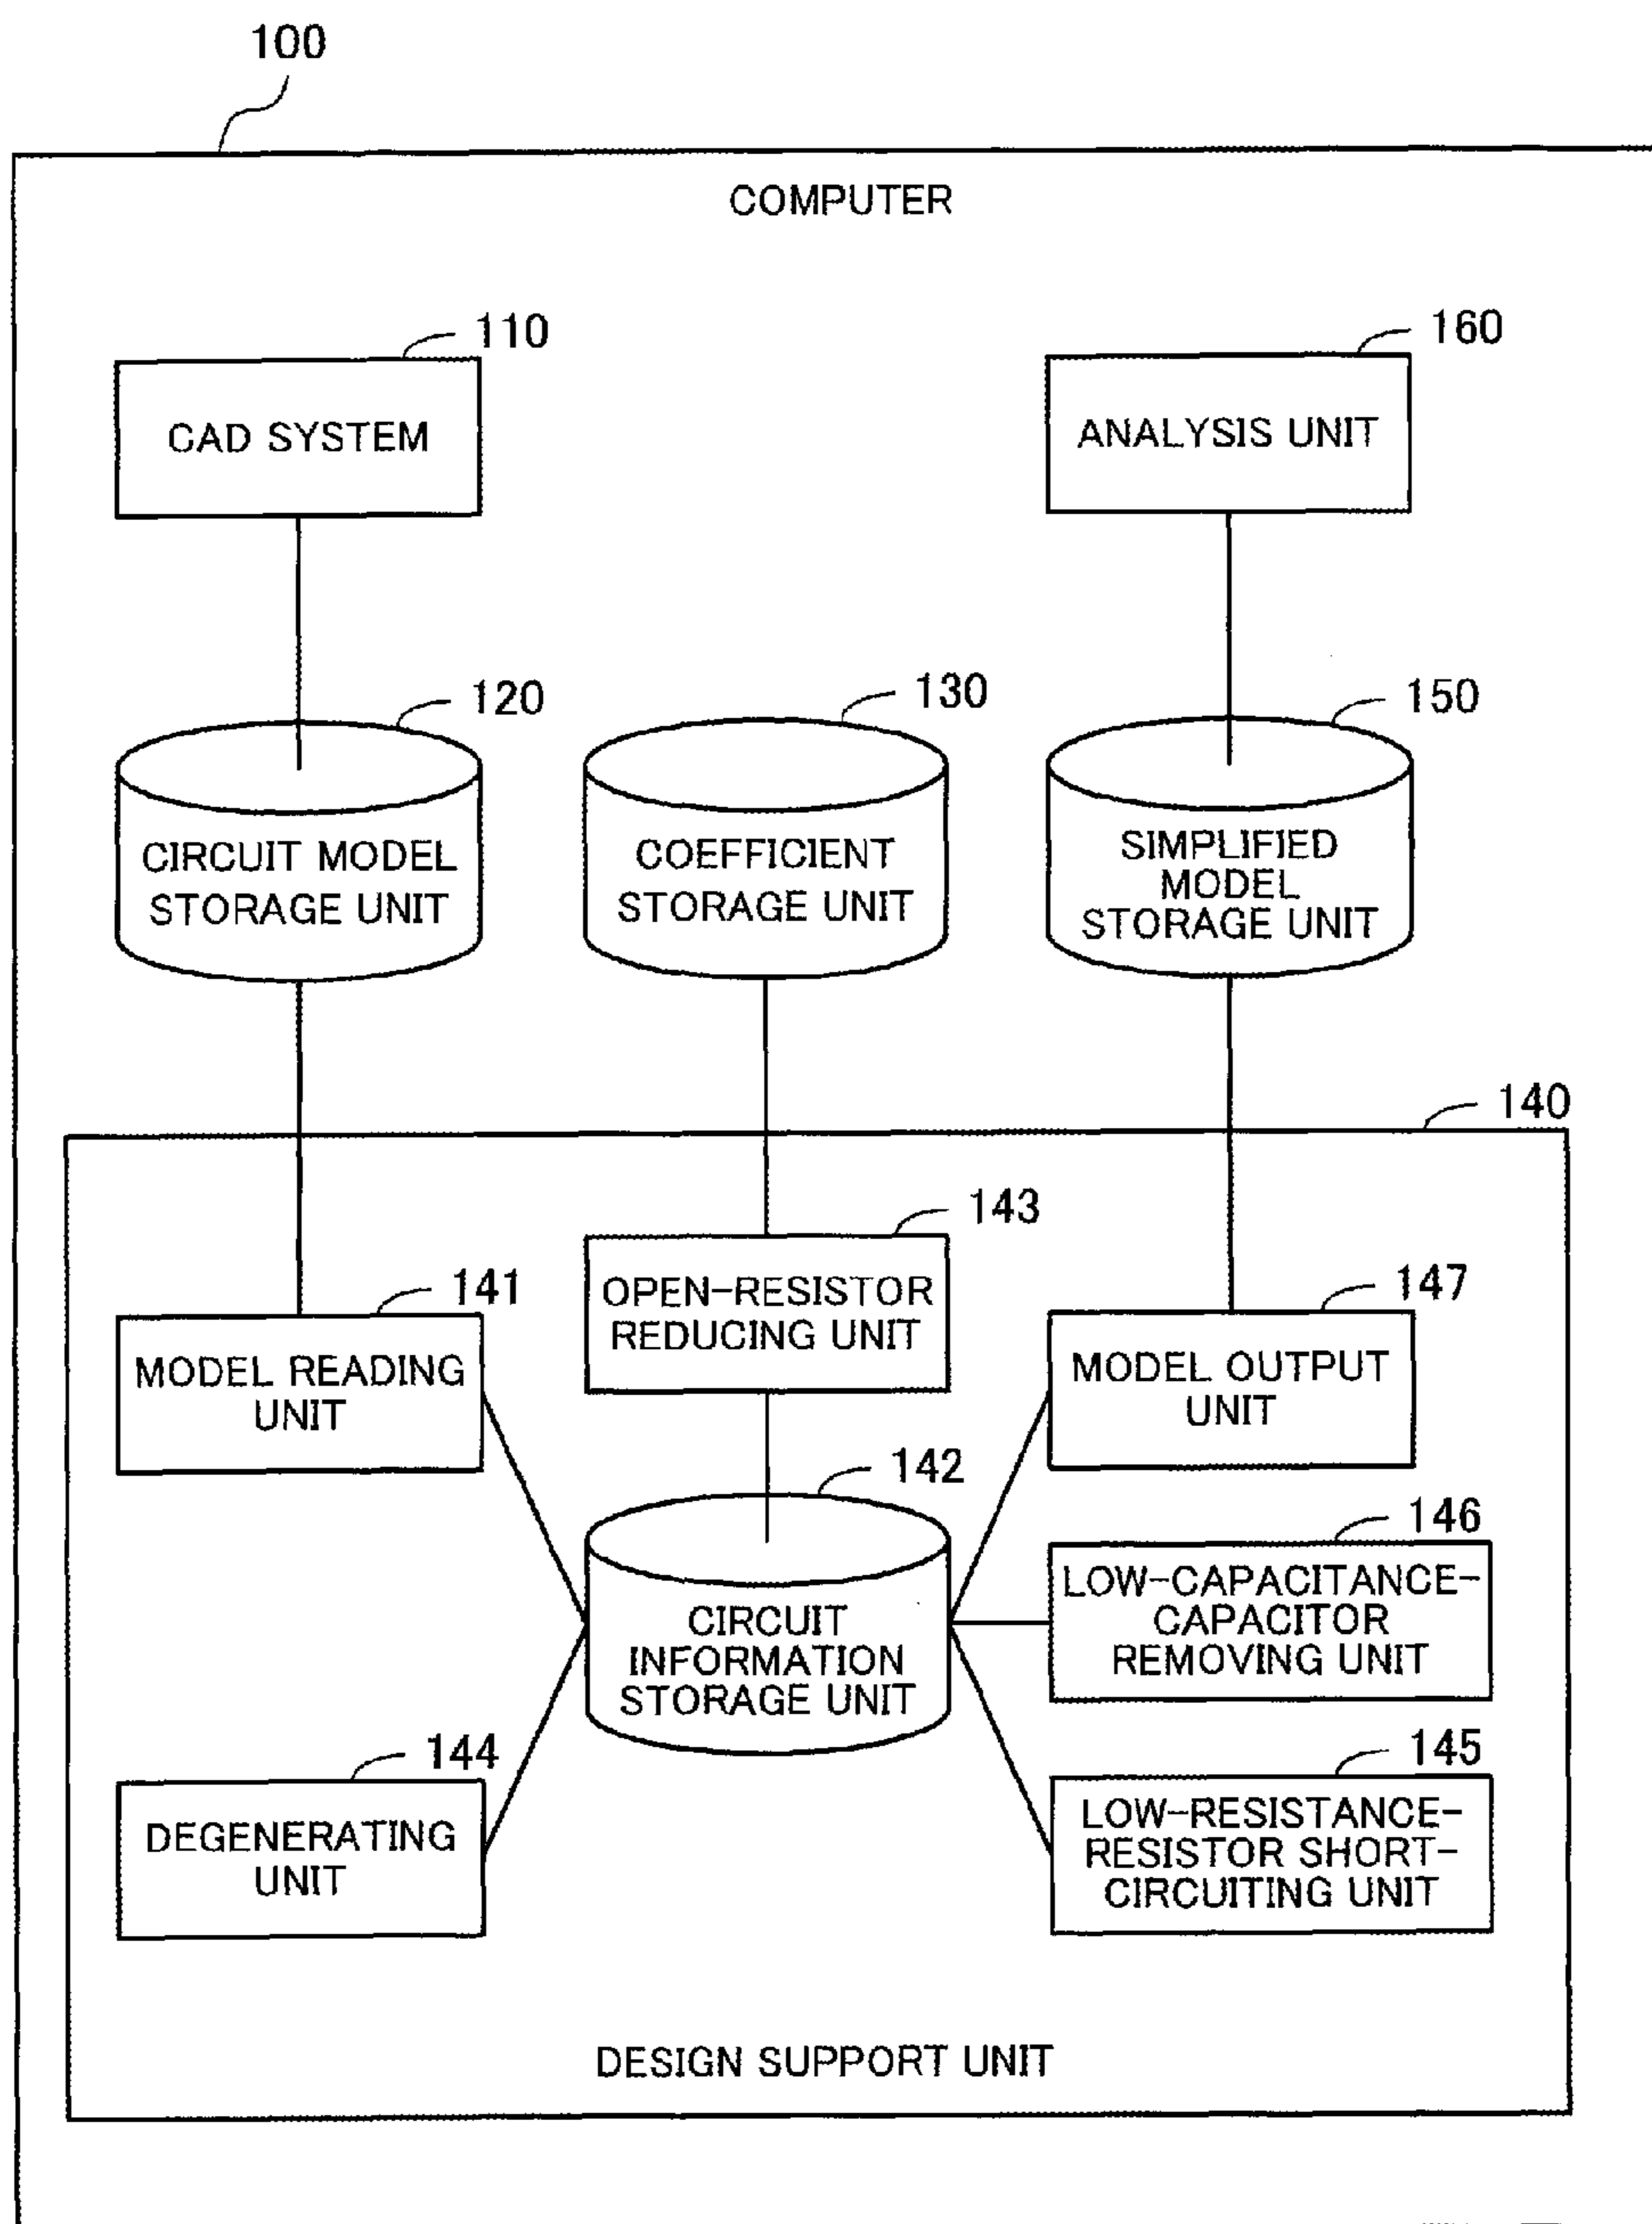 100
COMPUTER
110
CAD SYSTEM
160
ANALYSIS UNIT
120
CIRCUIT MODEL
STORAGE UNIT
130
COEFFICIENT
STORAGE UNIT
150
SIMPLIFIED
MODEL
STORAGE UNIT
140
141
MODEL READING
UNIT
143
OPEN-RESISTOR
REDUCING UNIT
147
MODEL OUTPUT
UNIT
142
CIRCUIT
INFORMATION
STORAGE UNIT
146
LOW-CAPACITANCE-
CAPACITOR
REMOVING UNIT
144
DEGENERATING
UNIT
145
LOW-RESISTANCE-
RESISTOR SHORT-
CIRCUITING UNIT
DESIGN SUPPORT UNIT